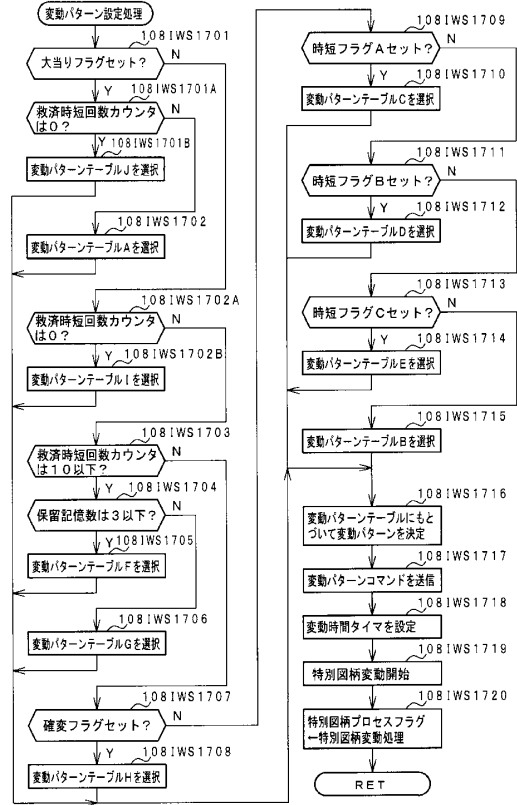 変動パターン設定処理
108IWS1701
大当りフラグセット？
N
Y
108IWS1701A
救済時短回数カウンタ
は0？
N
Y
108IWS1701B
変動パターンテーブルJを選択
108IWS1702
変動パターンテーブルAを選択
108IWS1702A
救済時短回数カウンタ
は0？
N
Y
108IWS1702B
変動パターンテーブルIを選択
108IWS1703
救済時短回数カウンタ
は10以下？
N
Y
108IWS1704
保留記憶数は3以下？
N
Y
108IWS1705
変動パターンテーブルFを選択
108IWS1706
変動パターンテーブルGを選択
108IWS1707
確変フラグセット？
N
Y
108IWS1708
変動パターンテーブルHを選択
108IWS1709
時短フラグAセット？
N
Y
108IWS1710
変動パターンテーブルCを選択
108IWS1711
時短フラグBセット？
N
Y
108IWS1712
変動パターンテーブルDを選択
108IWS1713
時短フラグCセット？
N
Y
108IWS1714
変動パターンテーブルEを選択
108IWS1715
変動パターンテーブルBを選択
108IWS1716
変動パターンテーブルにもと
づいて変動パターンを決定
108IWS1717
変動パターンコマンドを送信
108IWS1718
変動時間タイマを設定
108IWS1719
特別図柄変動開始
108IWS1720
特別図柄プロセスフラグ
←特別図柄変動処理
RET